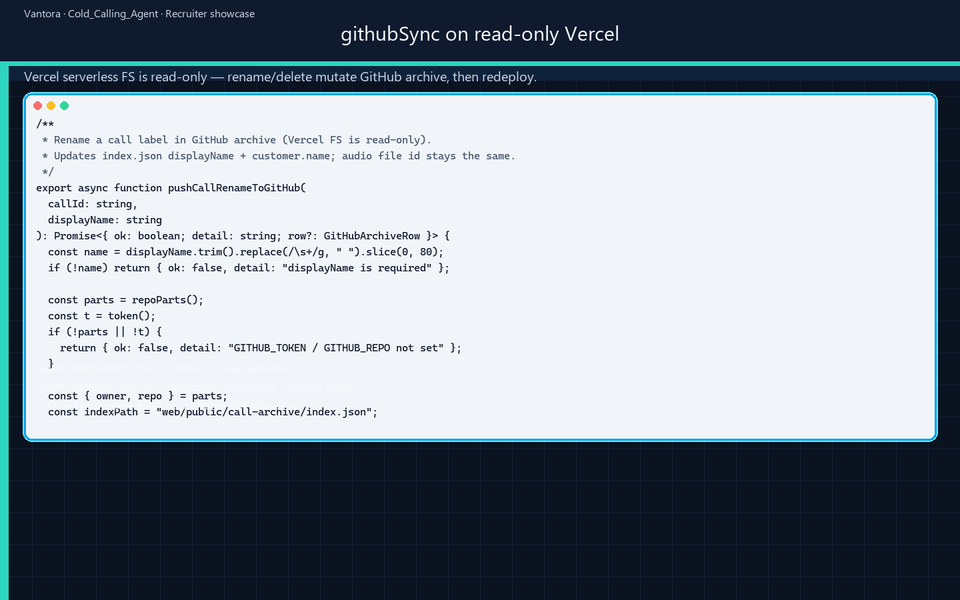 Vantora · Cold_Calling_Agent · Recruiter showcase
githubSync on read-only Vercel
Vercel serverless FS is read-only — rename/delete mutate GitHub archive, then redeploy.
/**
 * Rename a call label in GitHub archive (Vercel FS is read-only).
 * Updates index.json displayName + customer.name; audio file id stays the same.
 */
export async function pushCallRenameToGitHub(
  callId: string,
  displayName: string
): Promise<{ ok: boolean; detail: string; row?: GitHubArchiveRow }> {
  const name = displayName.trim().replace(/\s+/g, " ").slice(0, 80);
  if (!name) return { ok: false, detail: "displayName is required" };
  const parts = repoParts();
  const t = token();
  if (!parts || !t) {
    return { ok: false, detail: "GITHUB_TOKEN / GITHUB_REPO not set" };
  }
  const { owner, repo } = parts;
  const indexPath = "web/public/call-archive/index.json";